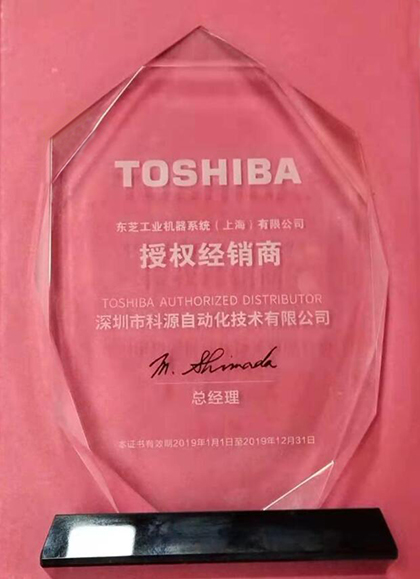 TOSHIBA
东芝工业机器系统（上海）有限公司
授权经销商
TOSHIBA AUTHORIZED DISTRIBUTOR
深圳市科源自动化技术有限公司
M. Shimada
总经理
本证书有效期2019年1月1日至2019年12月31日